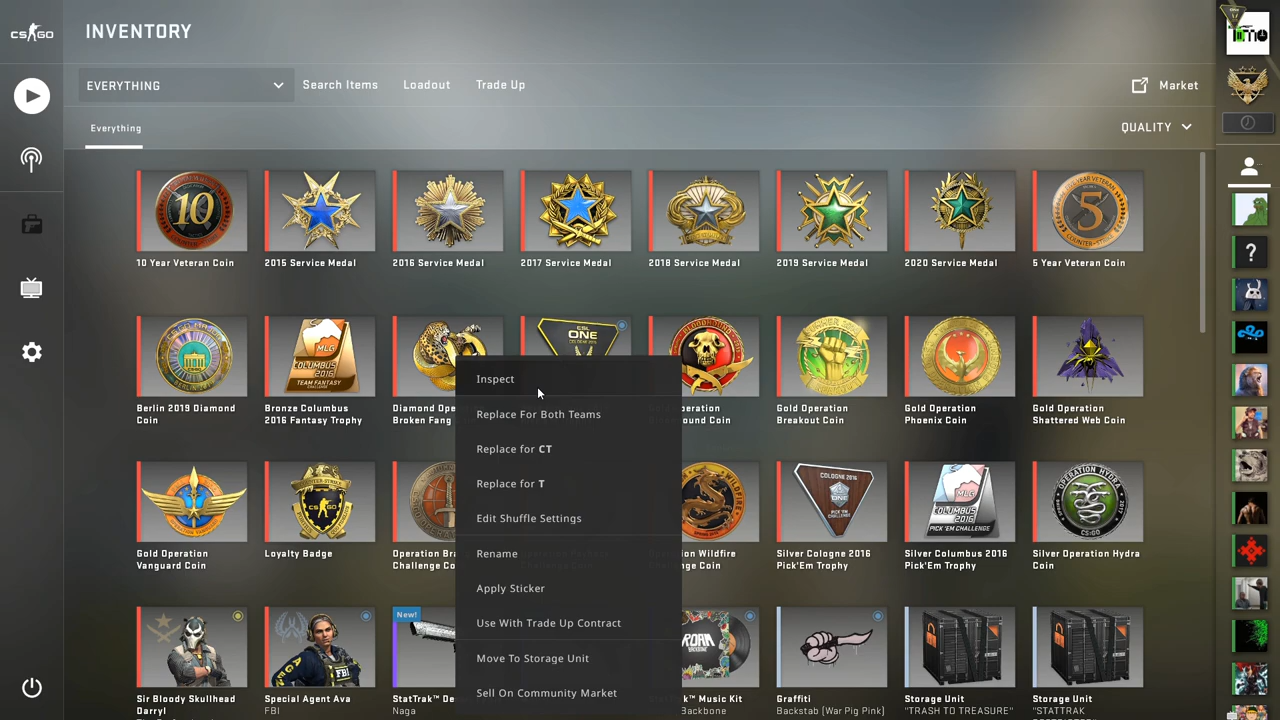 CS:GO
INVENTORY
EVERYTHING
Search Items
Loadout
Trade Up
Market
Everything
QUALITY
10 Year Veteran Coin
2015 Service Medal
2016 Service Medal
2017 Service Medal
2018 Service Medal
2019 Service Medal
2020 Service Medal
5 Year Veteran Coin
Berlin 2019 Diamond
Coin
Bronze Columbus
2016 Fantasy Trophy
Diamond
Broken Fang
Gold Operation
Breakout Coin
Gold Operation
Phoenix Coin
Gold Operation
Shattered Web Coin
Inspect
Replace For Both Teams
Replace for CT
Replace for T
Edit Shuffle Settings
Rename
Apply Sticker
Use With Trade Up Contract
Move To Storage Unit
Sell On Community Market
Gold Operation
Vanguard Coin
Loyalty Badge
Operation
Challenge
Wildfire
Coin
Silver Cologne 2016
Pick'Em Trophy
Silver Columbus 2016
Pick'Em Trophy
Silver Operation Hydra
Coin
New!
Sir Bloody Skullhead
Darryl
Special Agent Ava
FBI
StatTrak™
Naga
Music Kit
Backbone
Graffiti
Backstab (War Pig Pink)
Storage Unit
"TRASH TO TREASURE"
Storage Unit
"STATTRAK